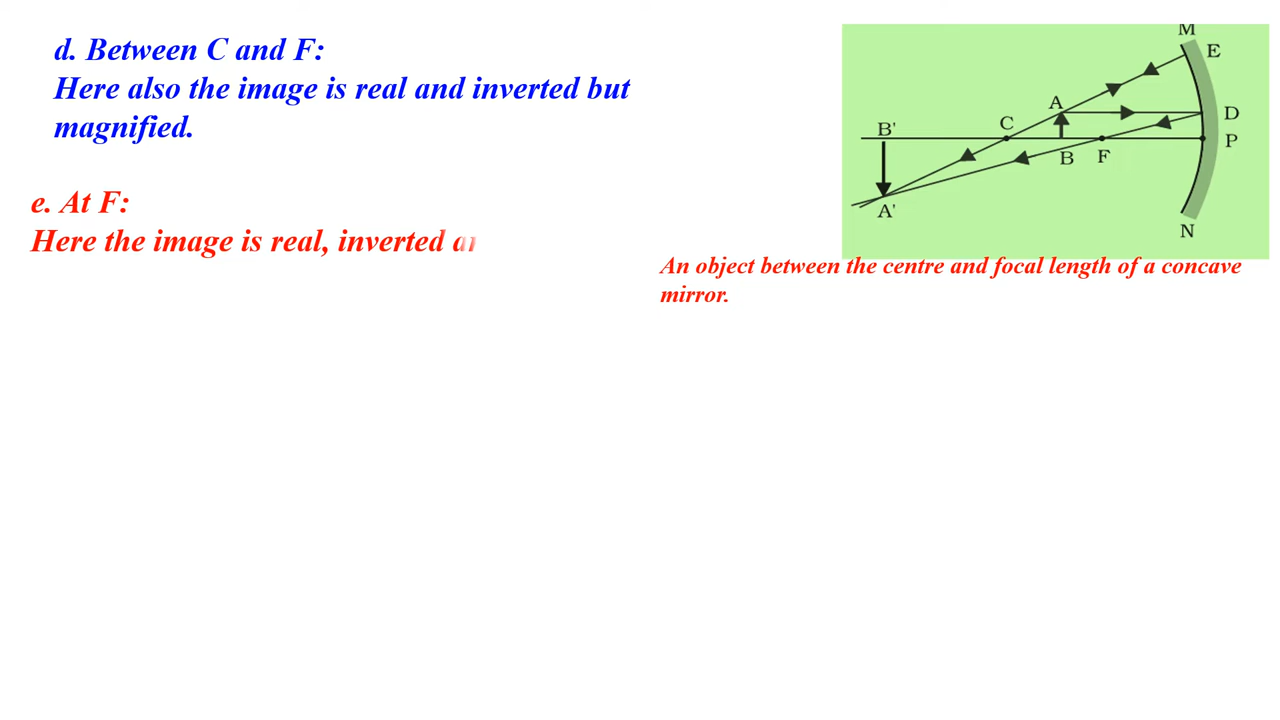 d. Between C and F:
Here also the image is real and inverted but
magnified.
e. At F:
Here the image is real, inverted
M
E
A
D
C
B'
P
B
F
A'
N
An object between the centre and focal length of a concave
mirror.